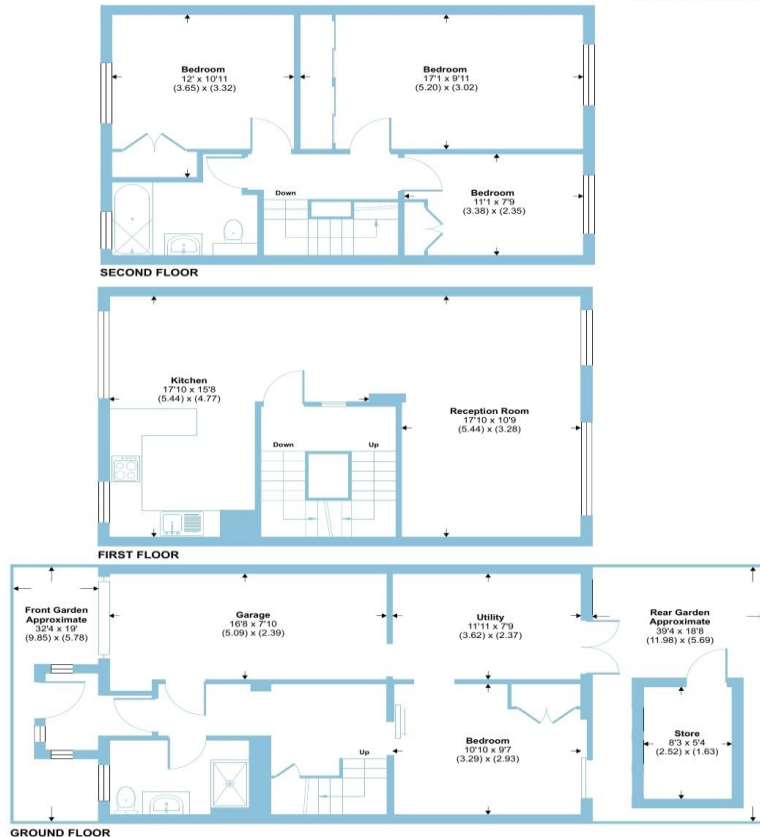 Bedroom
12' x 10'11
(3.65) x (3.32)
Bedroom
17'1 x 9'11
(5.20) x (3.02)
Bedroom
11'1 x 7'9
(3.38) x (2.35)
Down
SECOND FLOOR
Kitchen
17'10 x 15'8
(5.44) x (4.77)
Reception Room
17'10 x 10'9
(5.44) x (3.28)
Down
Up
FIRST FLOOR
Front Garden
Approximate
32'4 x 19'
(9.85) x (5.78)
Garage
16'8 x 7'10
(5.09) x (2.39)
Utility
11'11 x 7'9
(3.62) x (2.37)
Rear Garden
Approximate
39'4 x 18'8
(11.98) x (5.69)
Up
Bedroom
10'10 x 9'7
(3.29) x (2.93)
Store
8'3 x 5'4
(2.52) x (1.63)
GROUND FLOOR